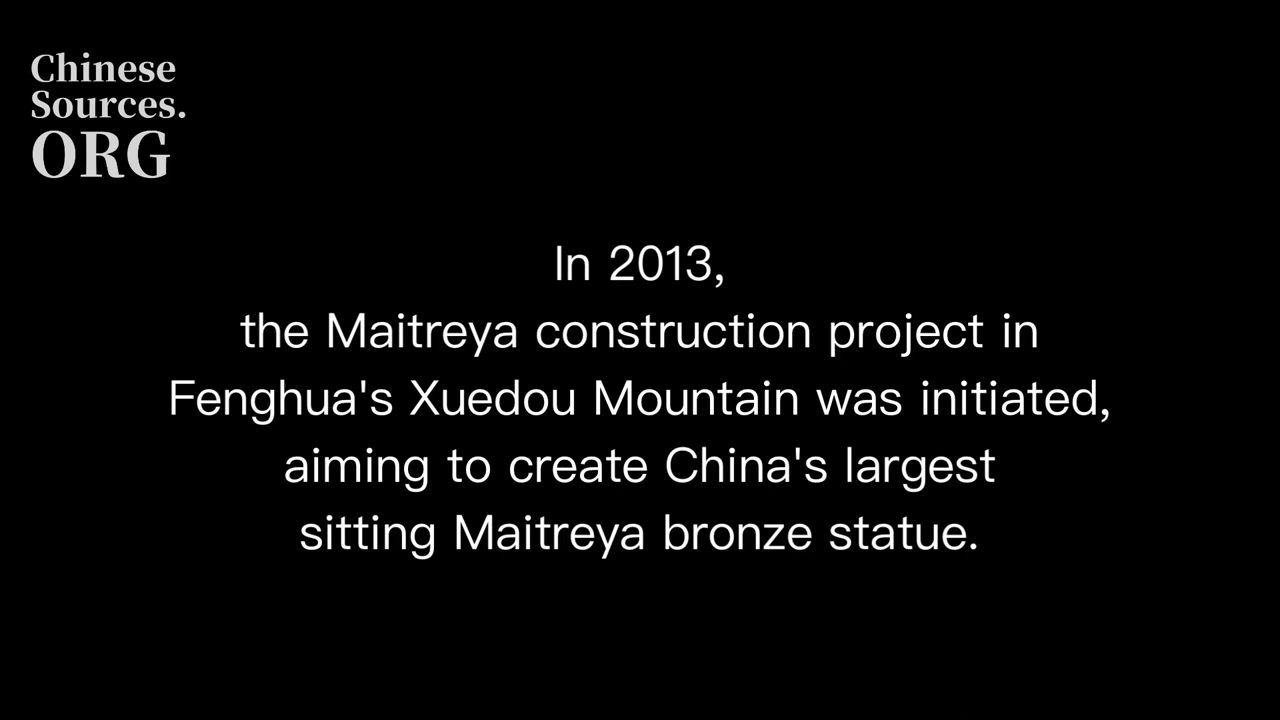 Chinese
Sources.
ORG
In 2013,
the Maitreya construction project in
Fenghua's Xuedou Mountain was initiated,
aiming to create China's largest
sitting Maitreya bronze statue.